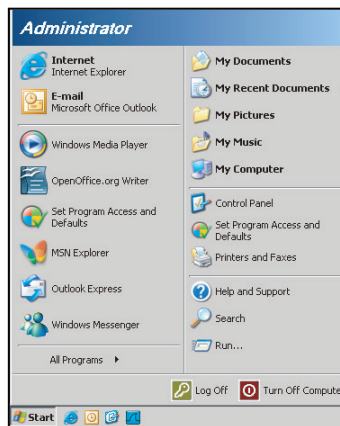 Administrator
Internet
Internet Explorer
E-mail
Microsoft Office Outlook
Windows Media Player
OpenOffice.org Writer
Set Program Access and
Defaults
MSN Explorer
Outlook Express
Windows Messenger
All Programs
My Documents
My Recent Documents
My Pictures
My Music
My Computer
Control Panel
Set Program Access and
Defaults
Printers and Faxes
Help and Support
Search
Run...
Log Off
Turn Off Compute
Start